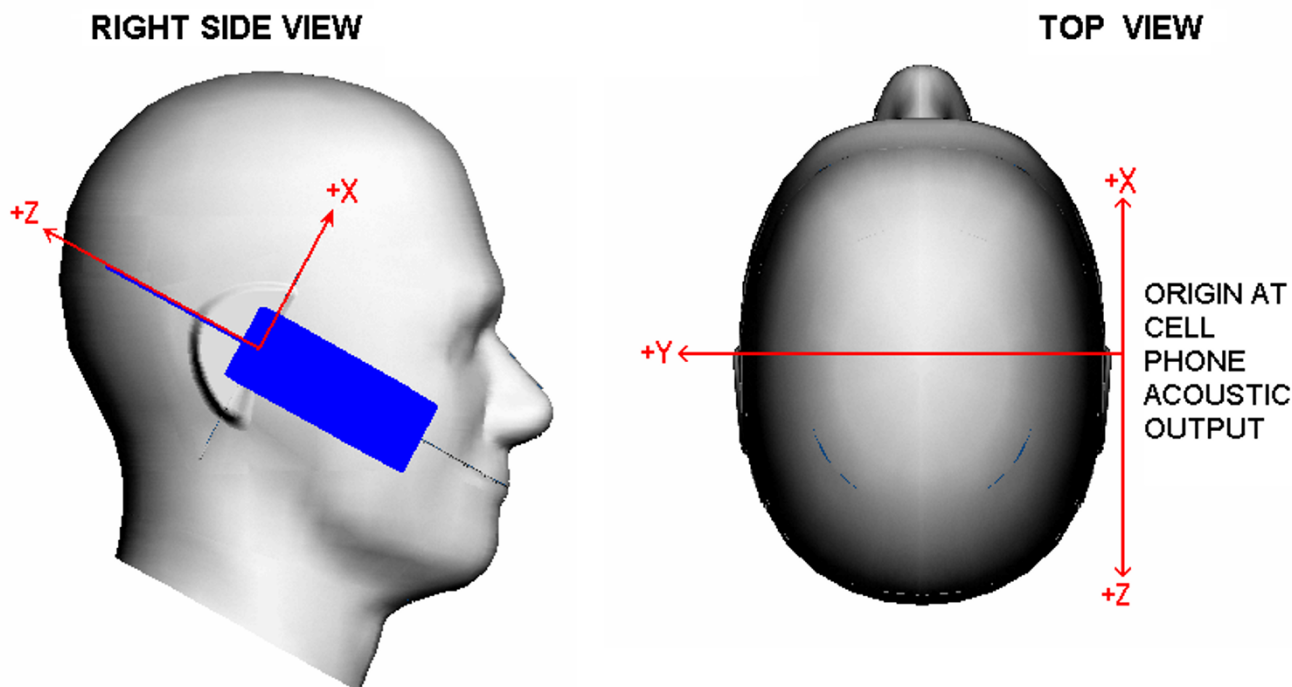 RIGHT SIDE VIEW
+Z
+X
TOP VIEW
+X
+Y
ORIGIN AT
CELL
PHONE
ACOUSTIC
OUTPUT
+Z